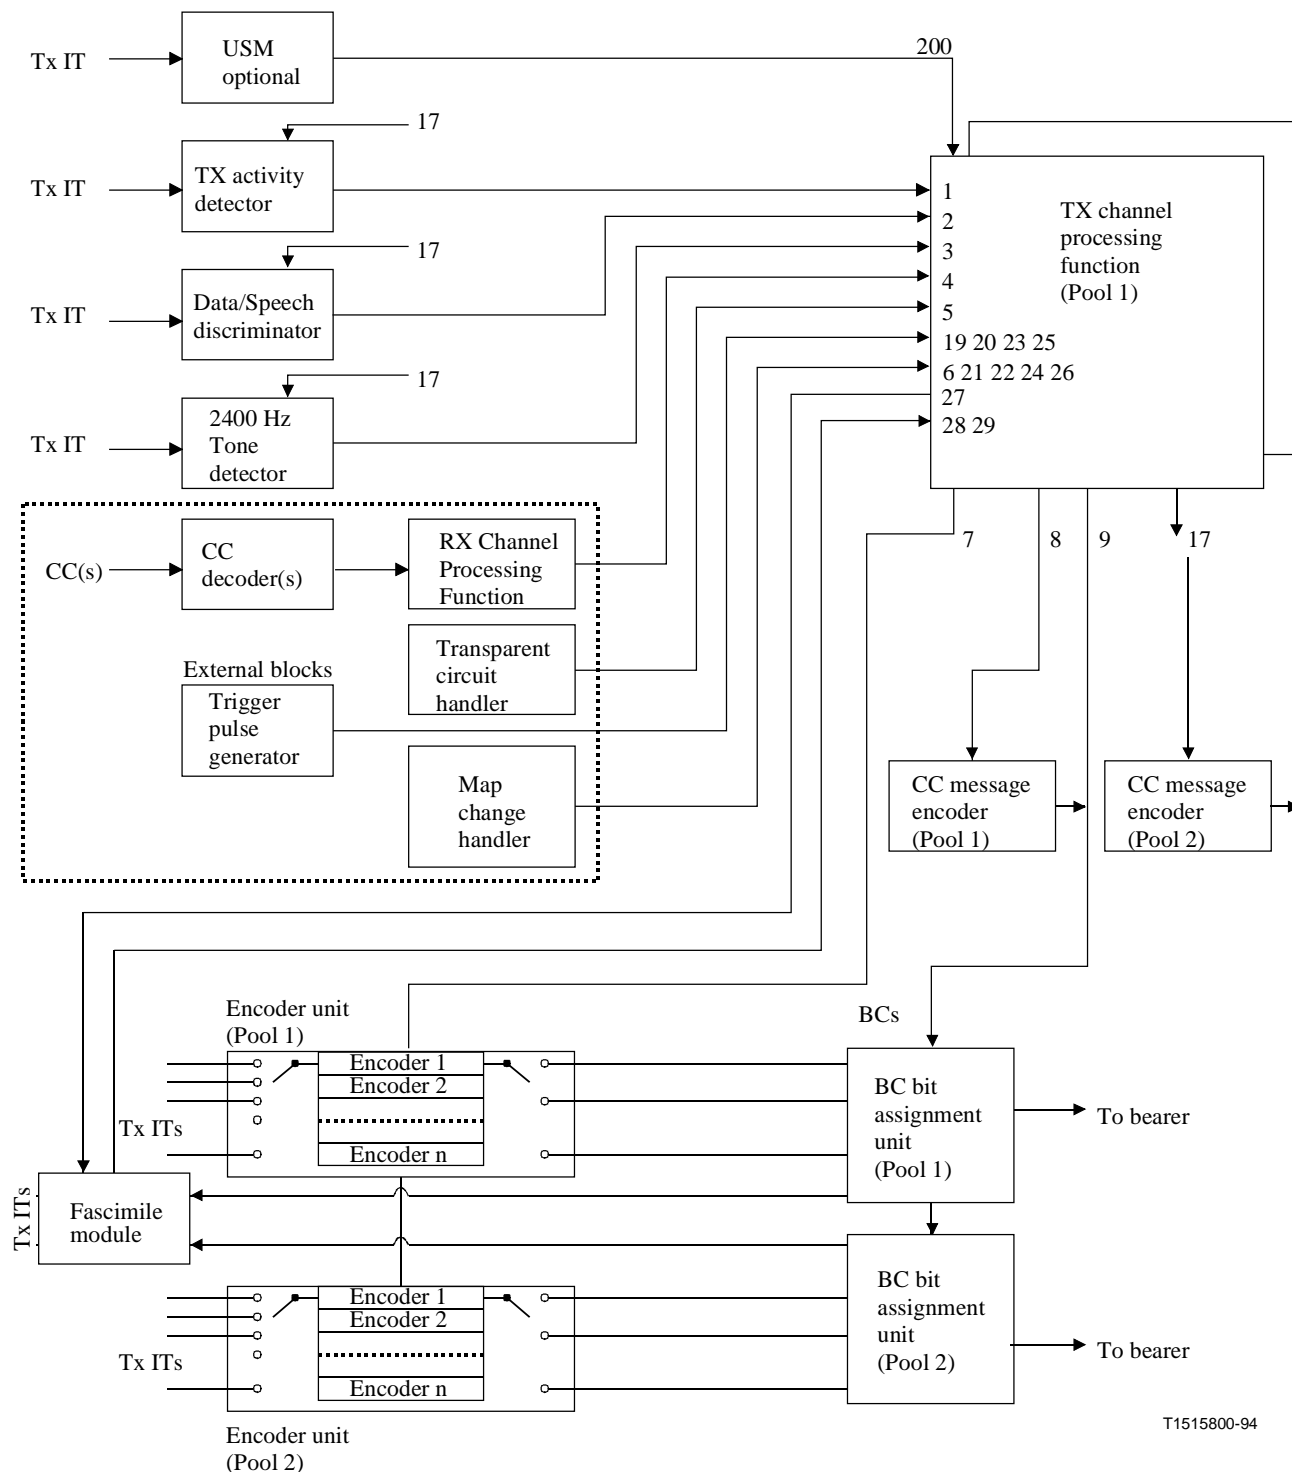 Tx IT
USM
optional
200
17
Tx IT
TX activity
detector
17
Tx IT
Data/Speech
discriminator
17
Tx IT
2400 Hz
Tone
detector
1
2
3
4
5
19 20 23 25
6 21 22 24 26
27
28 29
TX channel
processing
function
(Pool 1)
7
8
9
17
CC(s)
CC
decoder(s)
RX Channel
Processing
Function
Transparent
circuit
handler
External blocks
Trigger
pulse
generator
Map
change
handler
CC message
encoder
(Pool 1)
CC message
encoder
(Pool 2)
Encoder unit
(Pool 1)
BCs
Encoder 1
Encoder 2
Encoder n
Tx ITs
BC bit
assignment
unit
(Pool 1)
To bearer
Tx ITs
Fascimile
module
Encoder 1
Encoder 2
Encoder n
Tx ITs
BC bit
assignment
unit
(Pool 2)
To bearer
Encoder unit
(Pool 2)
T1515800-94